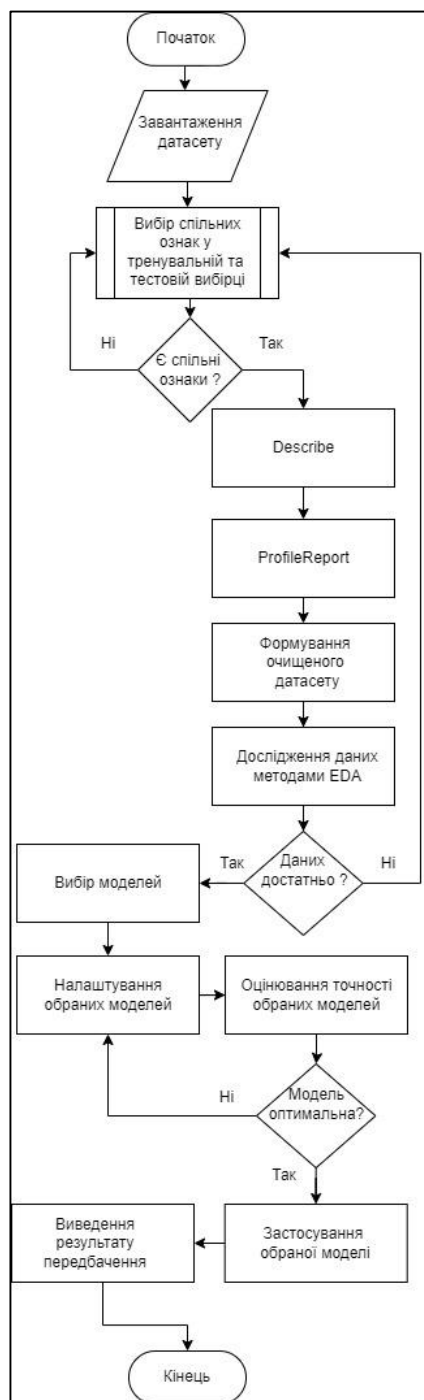 Початок
Завантаження
датасету
Вибір спільних
ознак у
тренувальній та
тестовій вибірці
Ні
Так
Є спільні
ознаки ?
Describe
ProfileReport
Формування
очищеного
датасету
Дослідження даних
методами EDA
Так
Даних
достатньо ?
Ні
Вибір моделей
Налаштування
обраних моделей
Оцінювання точності
обраних моделей
Ні
Модель
оптимальна?
Так
Виведення
результату
передбачення
Застосування
обраної моделі
Кінець